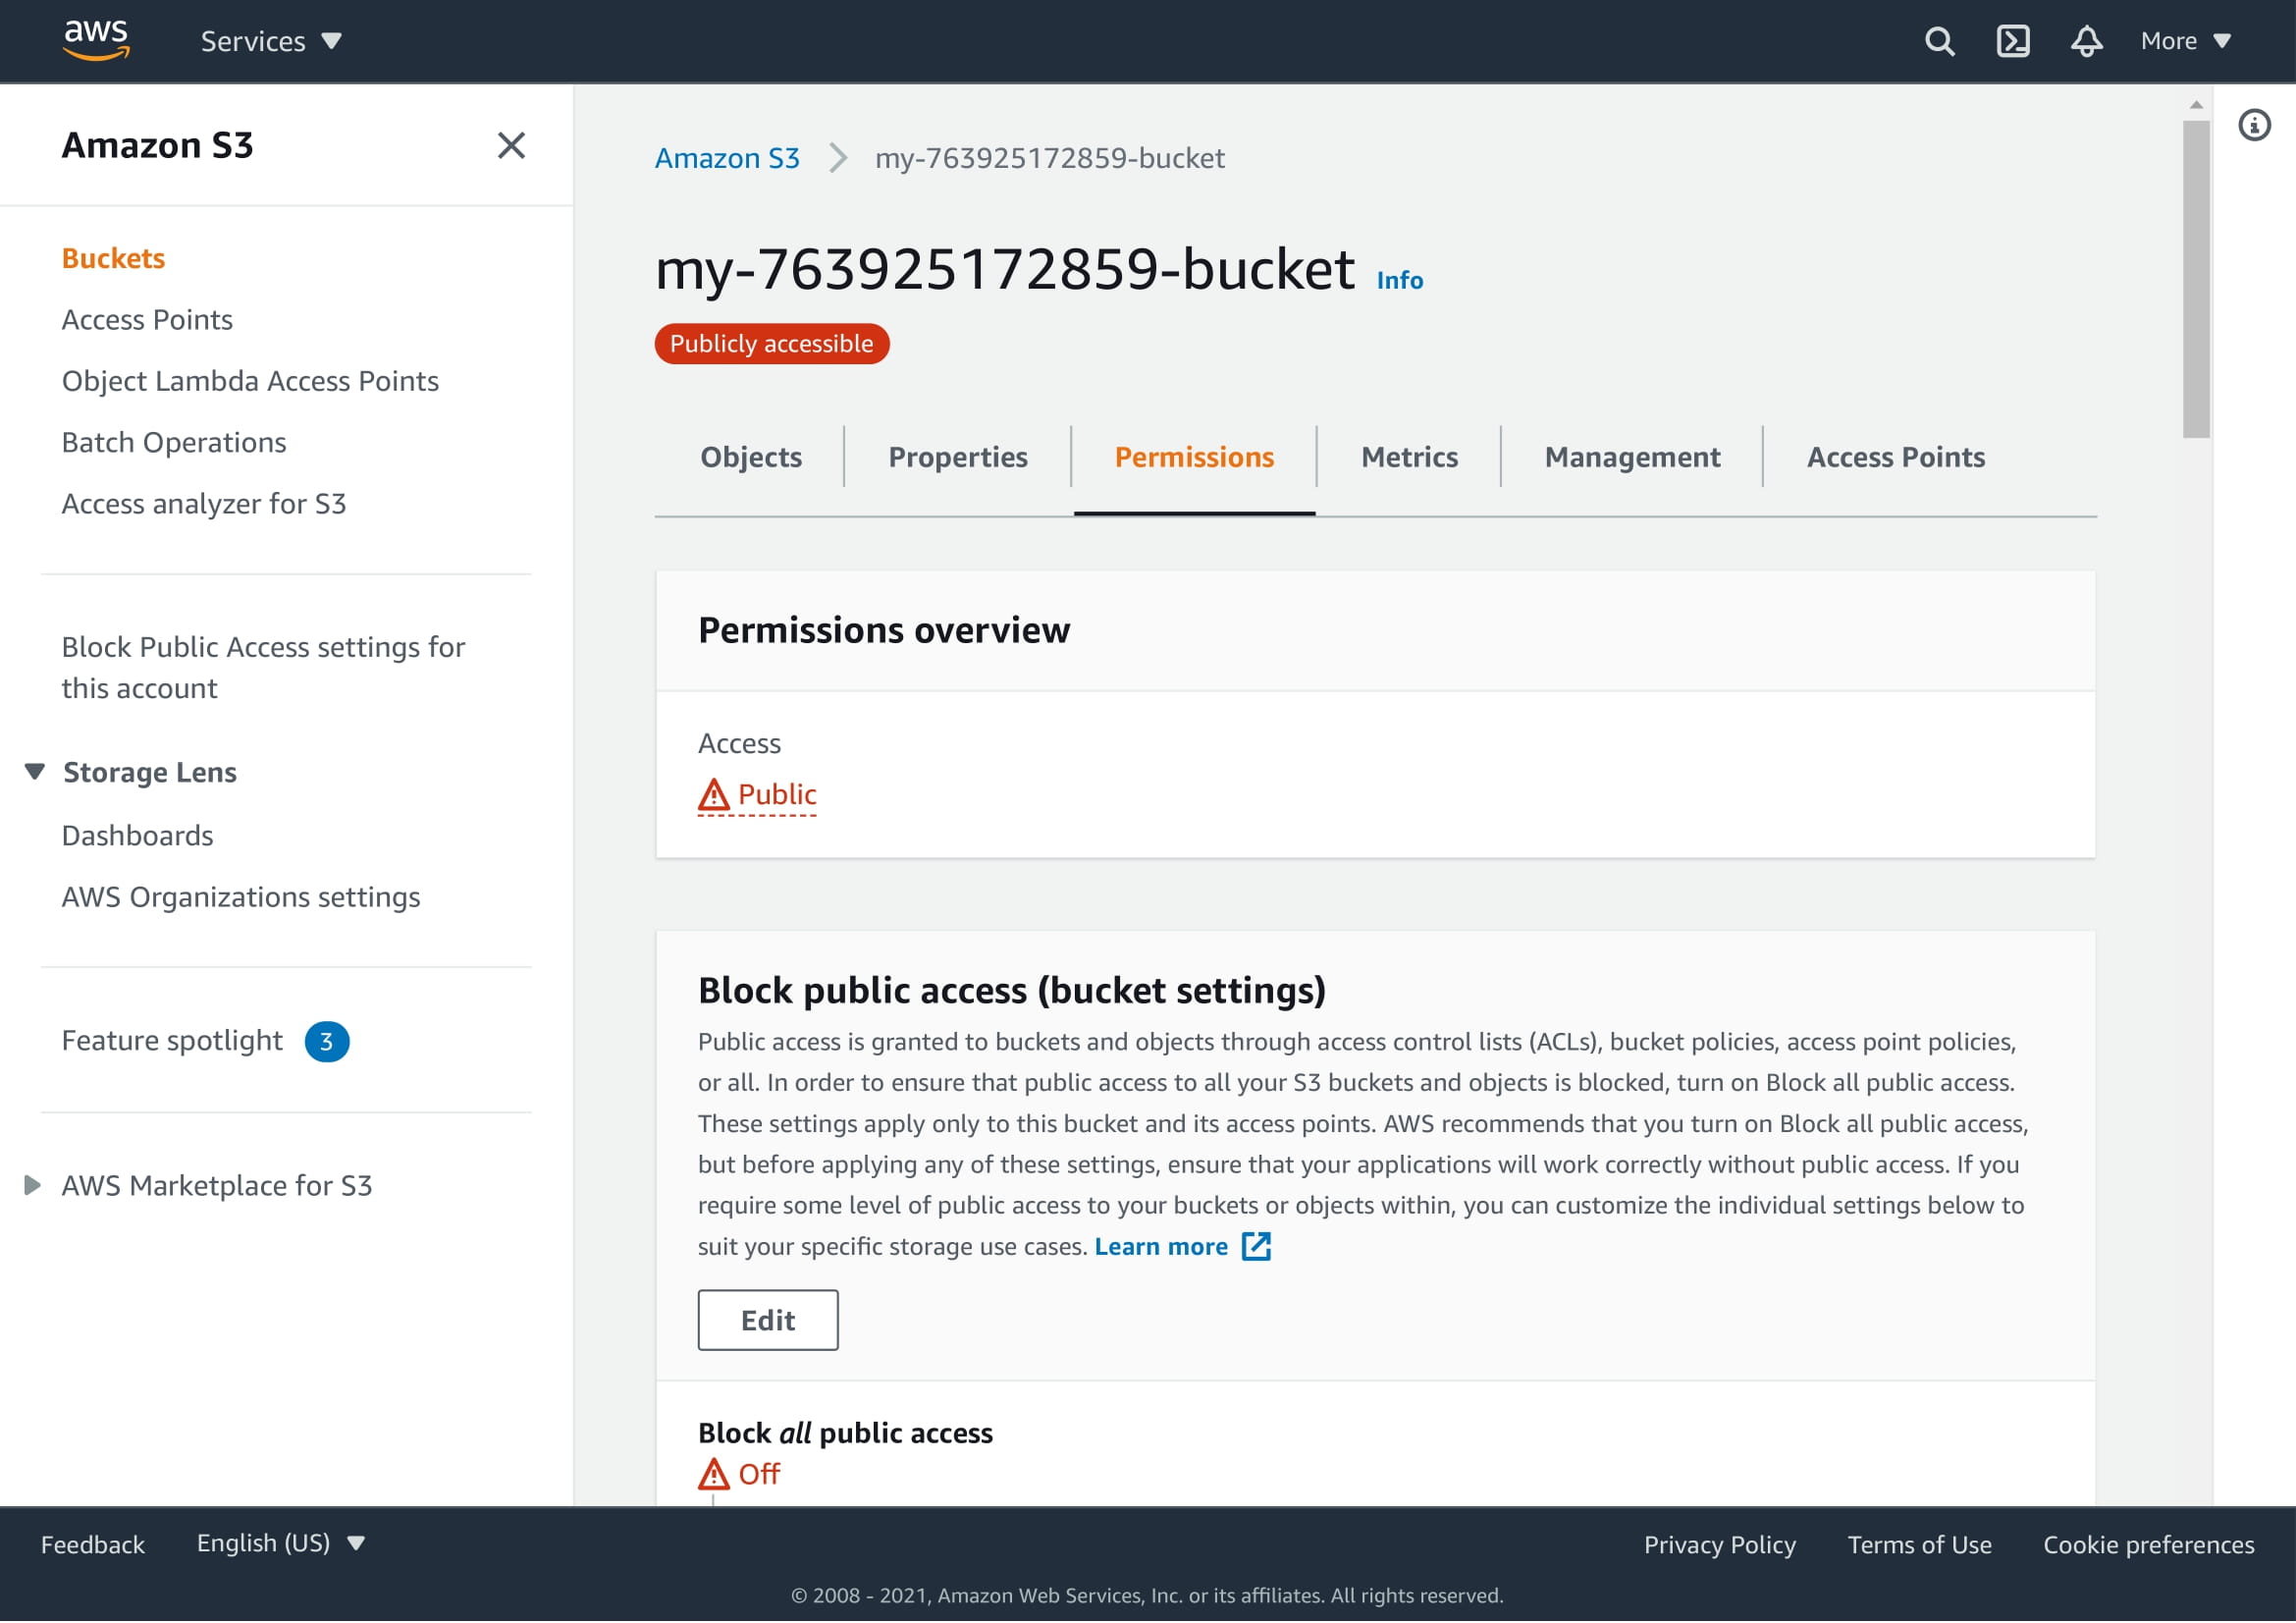 aws
Services
More
Amazon S3
Buckets
Access Points
Object Lambda Access Points
Batch Operations
Access analyzer for S3
Block Public Access settings for
this account
Storage Lens
Dashboards
AWS Organizations settings
Feature spotlight 3
AWS Marketplace for S3
Amazon S3 my-763925172859-bucket
my-763925172859-bucket Info
Publicly accessible
Objects Properties Permissions Metrics Management Access Points
Permissions overview
Access
Public
Block public access (bucket settings)
Public access is granted to buckets and objects through access control lists (ACLs), bucket policies, access point policies,
or all. In order to ensure that public access to all your S3 buckets and objects is blocked, turn on Block all public access.
These settings apply only to this bucket and its access points. AWS recommends that you turn on Block all public access,
but before applying any of these settings, ensure that your applications will work correctly without public access. If you
require some level of public access to your buckets or objects within, you can customize the individual settings below to
suit your specific storage use cases. Learn more
Edit
Block all public access
Off
Feedback English (US) Privacy Policy Terms of Use Cookie preferences
© 2008 - 2021, Amazon Web Services, Inc. or its affiliates. All rights reserved.